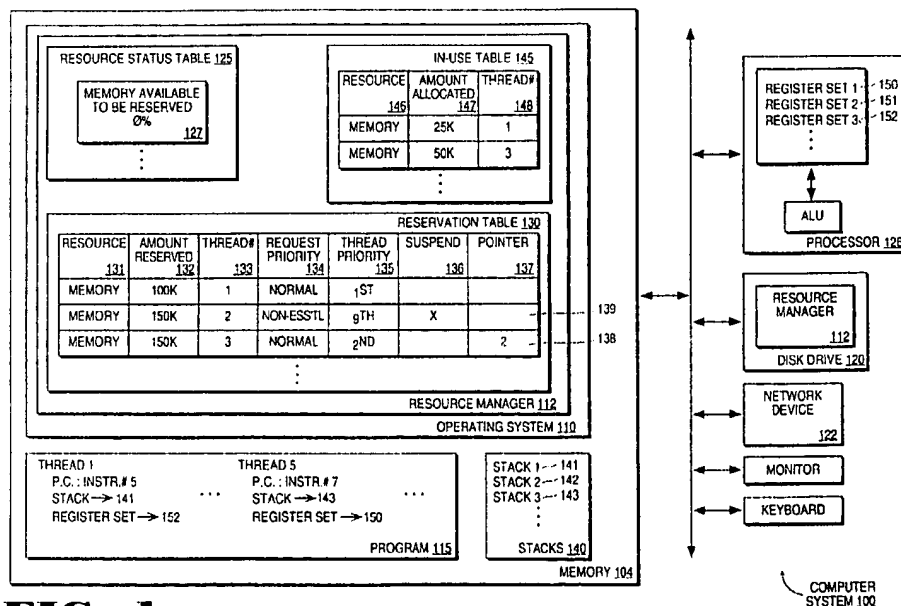 RESOURCE STATUS TABLE 125
MEMORY AVAILABLE
TO BE RESERVED
0%
127
IN-USE TABLE 145
RESOURCE 146 AMOUNT ALLOCATED 147 THREAD# 148
MEMORY 25K 1
MEMORY 50K 3
RESERVATION TABLE 130
RESOURCE 131 AMOUNT RESERVED 132 THREAD# 133 REQUEST PRIORITY 134 THREAD PRIORITY 135 SUSPEND 136 POINTER 137
MEMORY 100K 1 NORMAL 1ST
MEMORY 150K 2 NON-ESSTL 9TH X 139
MEMORY 150K 3 NORMAL 2ND 2 138
RESOURCE MANAGER 112
OPERATING SYSTEM 110
THREAD 1
P.C.: INSTR.# 5
STACK → 141
REGISTER SET → 152
THREAD 5
P.C.: INSTR.# 7
STACK → 143
REGISTER SET → 150
PROGRAM 115
STACK 1 141
STACK 2 142
STACK 3 143
STACKS 140
MEMORY 104
REGISTER SET 1 150
REGISTER SET 2 151
REGISTER SET 3 152
ALU
PROCESSOR 126
RESOURCE
MANAGER
112
DISK DRIVE 120
NETWORK
DEVICE
122
MONITOR
KEYBOARD
COMPUTER
SYSTEM 100